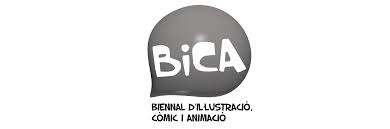 BiCA
BIENNAL D'IL·LUSTRACIÓ,
CÒMIC I ANIMACIÓ